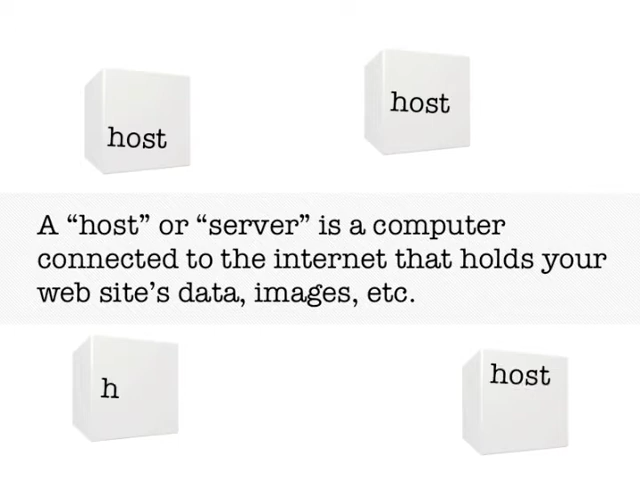 host
host
A “host” or “server” is a computer
connected to the internet that holds your
web site’s data, images, etc.
h
host